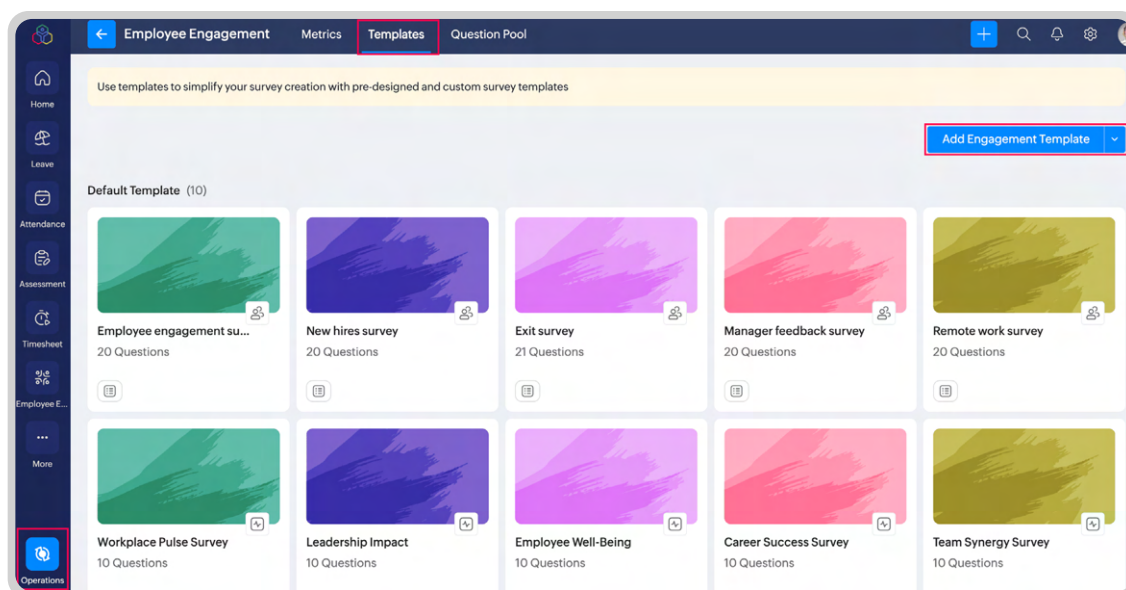 Employee Engagement Metrics Templates Question Pool
Home
Leave
Attendance
Assessment
Timesheet
Employee E...
More
Operations
Use templates to simplify your survey creation with pre-designed and custom survey templates
Add Engagement Template
Default Template (10)
Employee engagement su...
20 Questions
New hires survey
20 Questions
Exit survey
21 Questions
Manager feedback survey
20 Questions
Remote work survey
20 Questions
Workplace Pulse Survey
10 Questions
Leadership Impact
10 Questions
Employee Well-Being
10 Questions
Career Success Survey
10 Questions
Team Synergy Survey
10 Questions